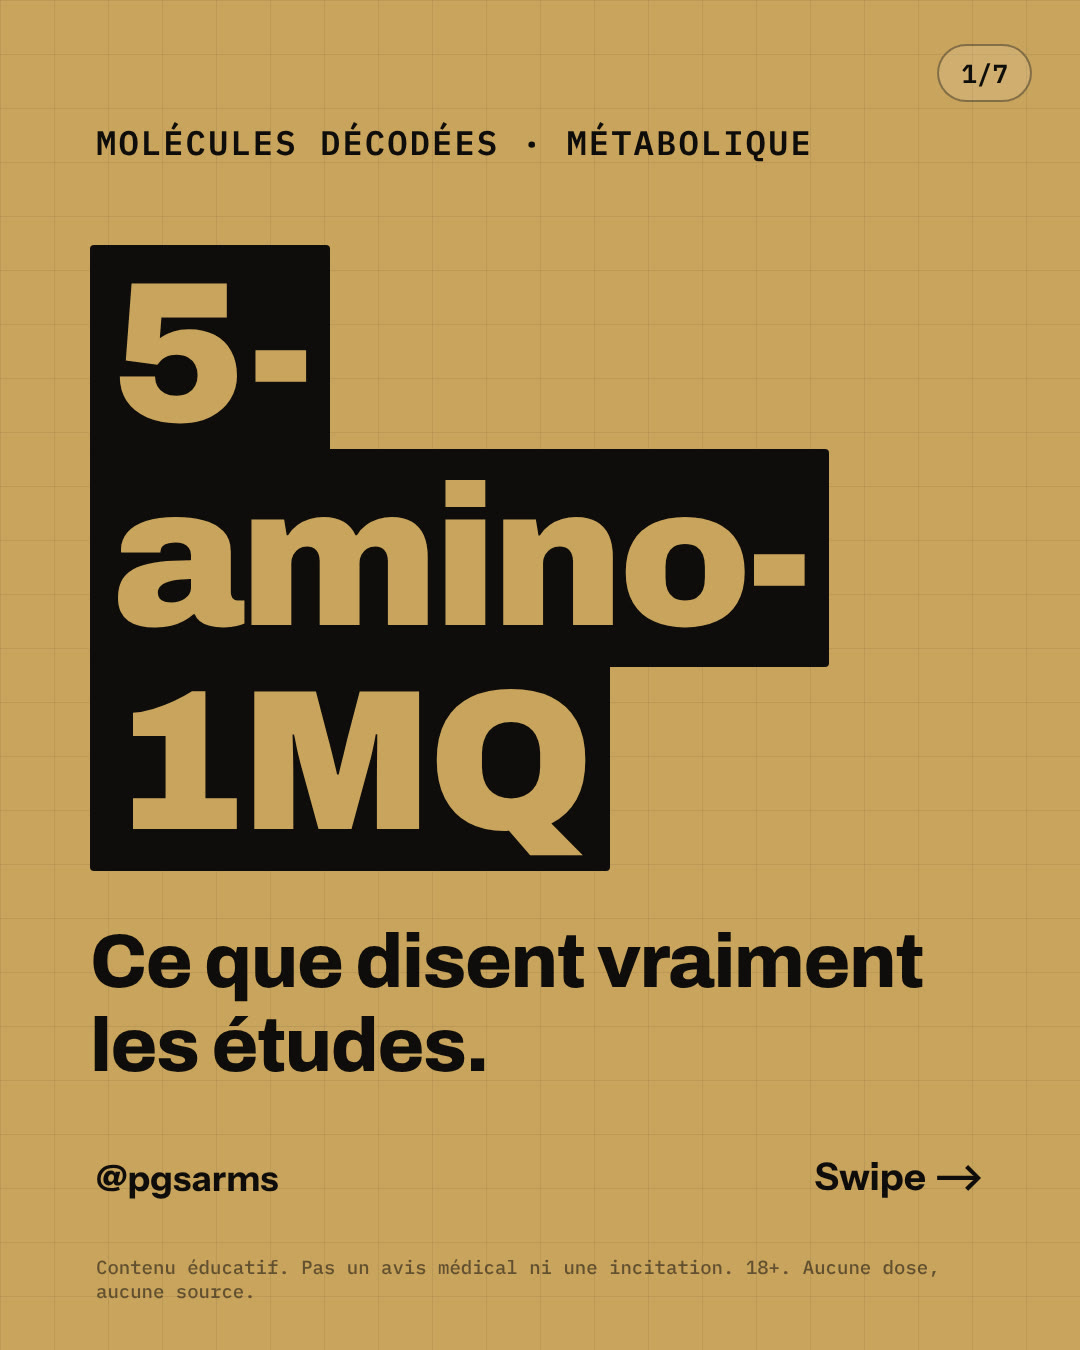 1/7
MOLÉCULES DÉCODÉES · MÉTABOLIQUE
5-
amino-
1MQ
Ce que disent vraiment
les études.
@pgsarms
Swipe →
Contenu éducatif. Pas un avis médical ni une incitation. 18+. Aucune dose,
aucune source.